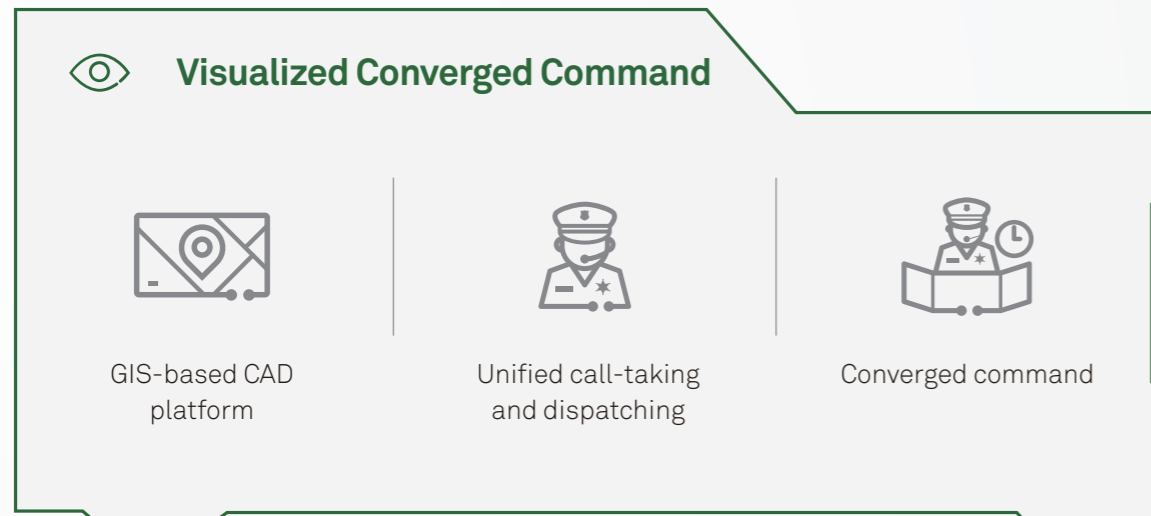 Visualized Converged Command
GIS-based CAD
platform
Unified call-taking
and dispatching
Converged command